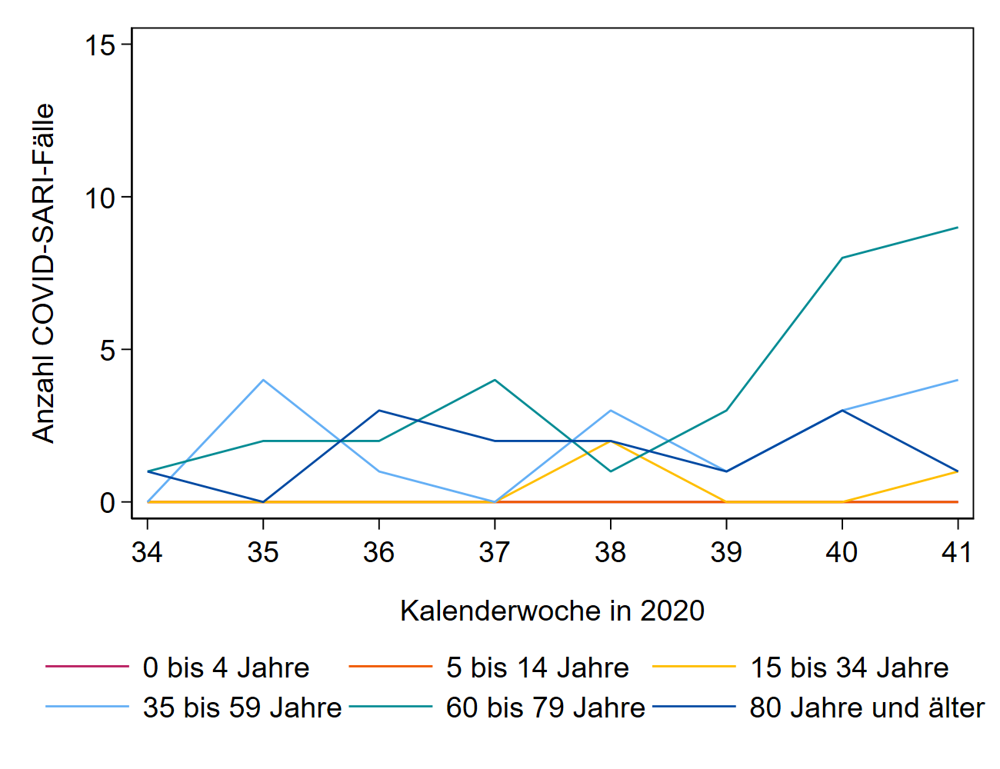 15
10
5
0
Anzahl COVID-SARI-Fälle
34 35 36 37 38 39 40 41
Kalenderwoche in 2020
0 bis 4 Jahre 5 bis 14 Jahre 15 bis 34 Jahre
35 bis 59 Jahre 60 bis 79 Jahre 80 Jahre und älter